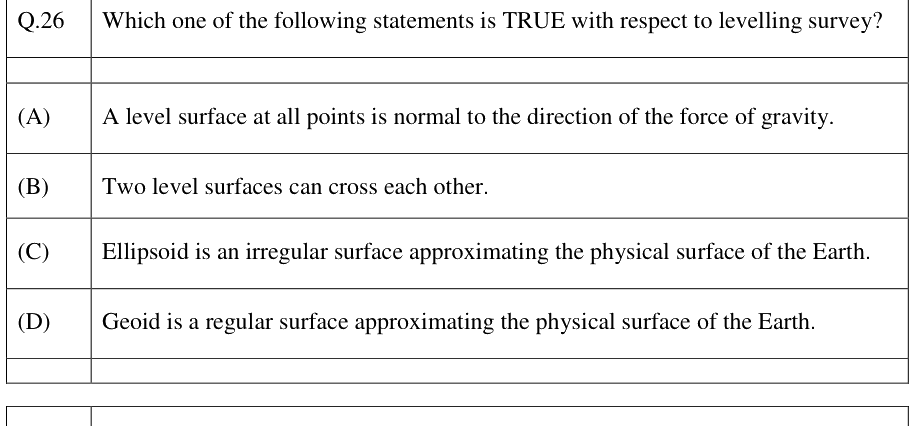 Q.26 Which one of the following statements is TRUE with respect to levelling survey?
(A) A level surface at all points is normal to the direction of the force of gravity.
(B) Two level surfaces can cross each other.
(C) Ellipsoid is an irregular surface approximating the physical surface of the Earth.
(D) Geoid is a regular surface approximating the physical surface of the Earth.